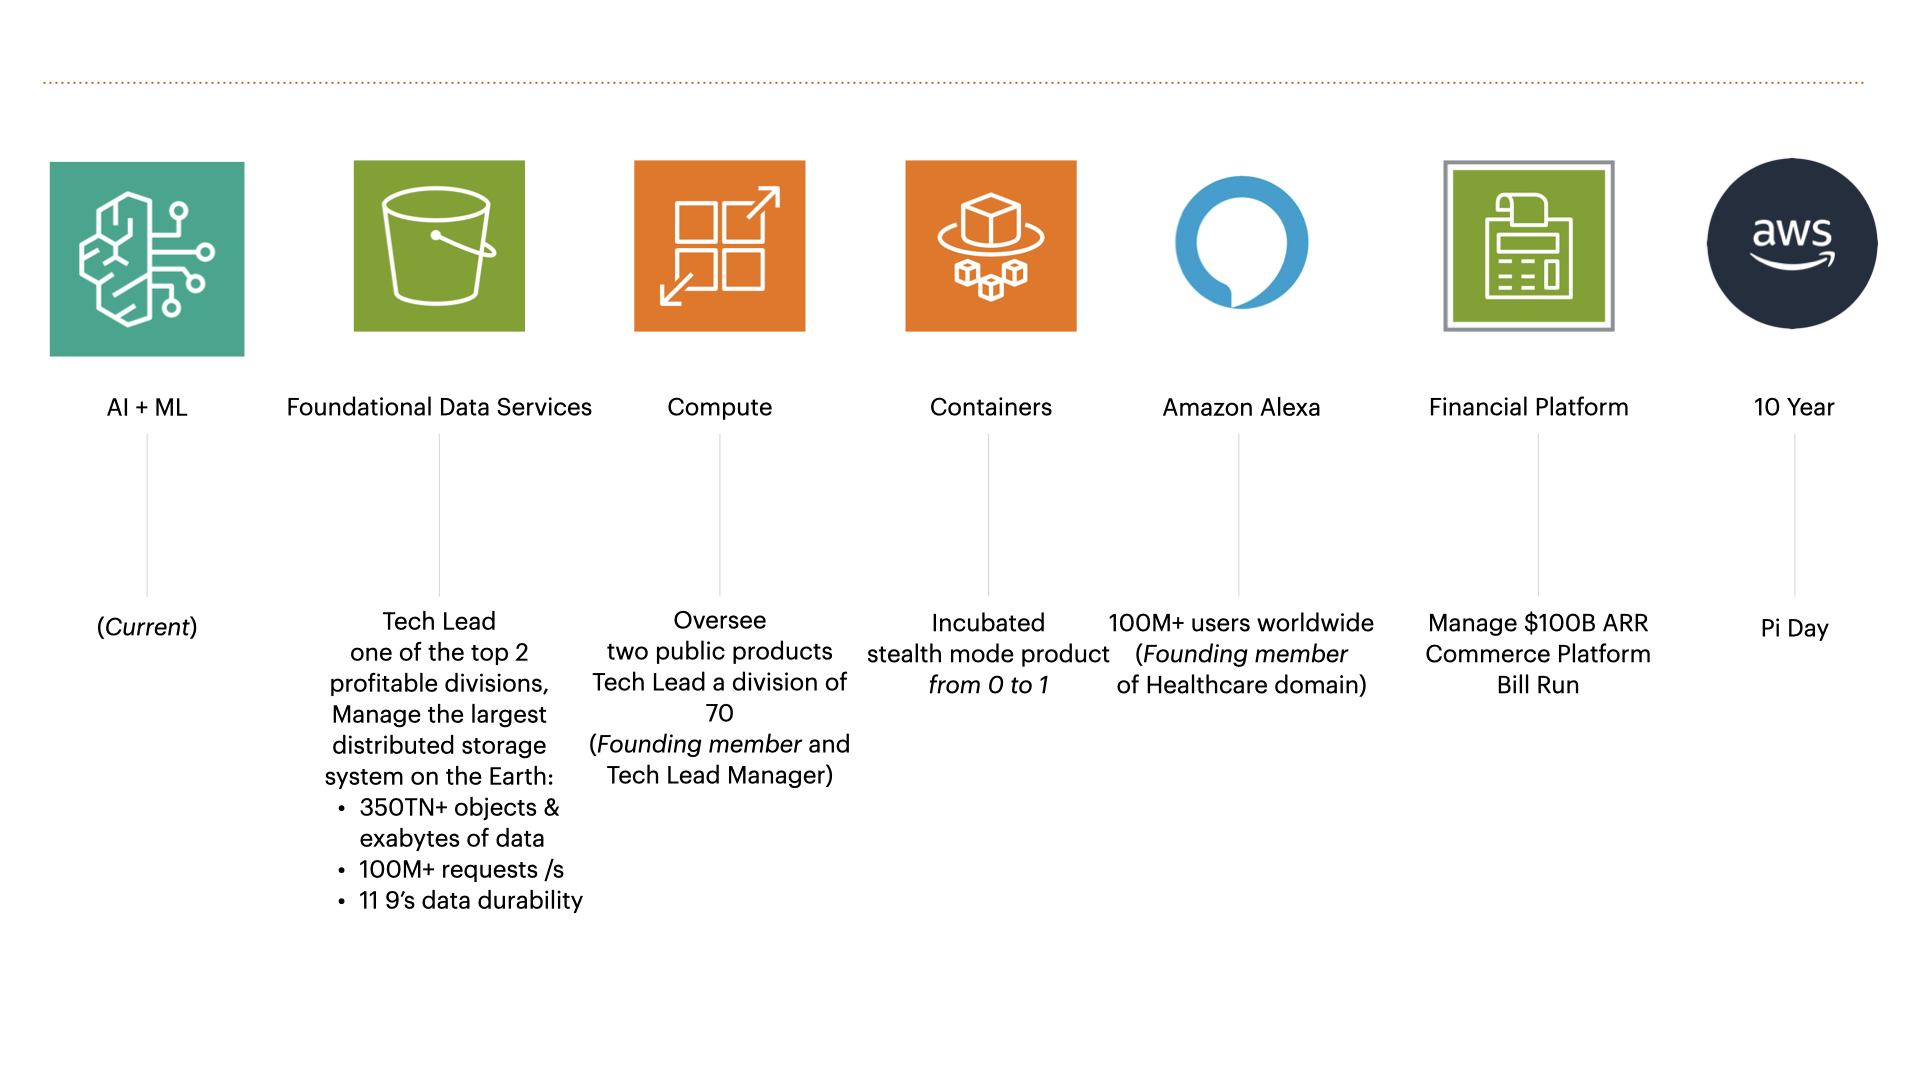 aws
AI + ML
Foundational Data Services
Compute
Containers
Amazon Alexa
Financial Platform
10 Year
(Current)
Tech Lead
one of the top 2
profitable divisions,
Manage the largest
distributed storage
system on the Earth:
• 350TN+ objects &
exabytes of data
• 100M+ requests /s
• 11 9’s data durability
Oversee
two public products
Tech Lead a division of
70
(Founding member and
Tech Lead Manager)
Incubated
stealth mode product
from 0 to 1
100M+ users worldwide
(Founding member
of Healthcare domain)
Manage $100B ARR
Commerce Platform
Bill Run
Pi Day